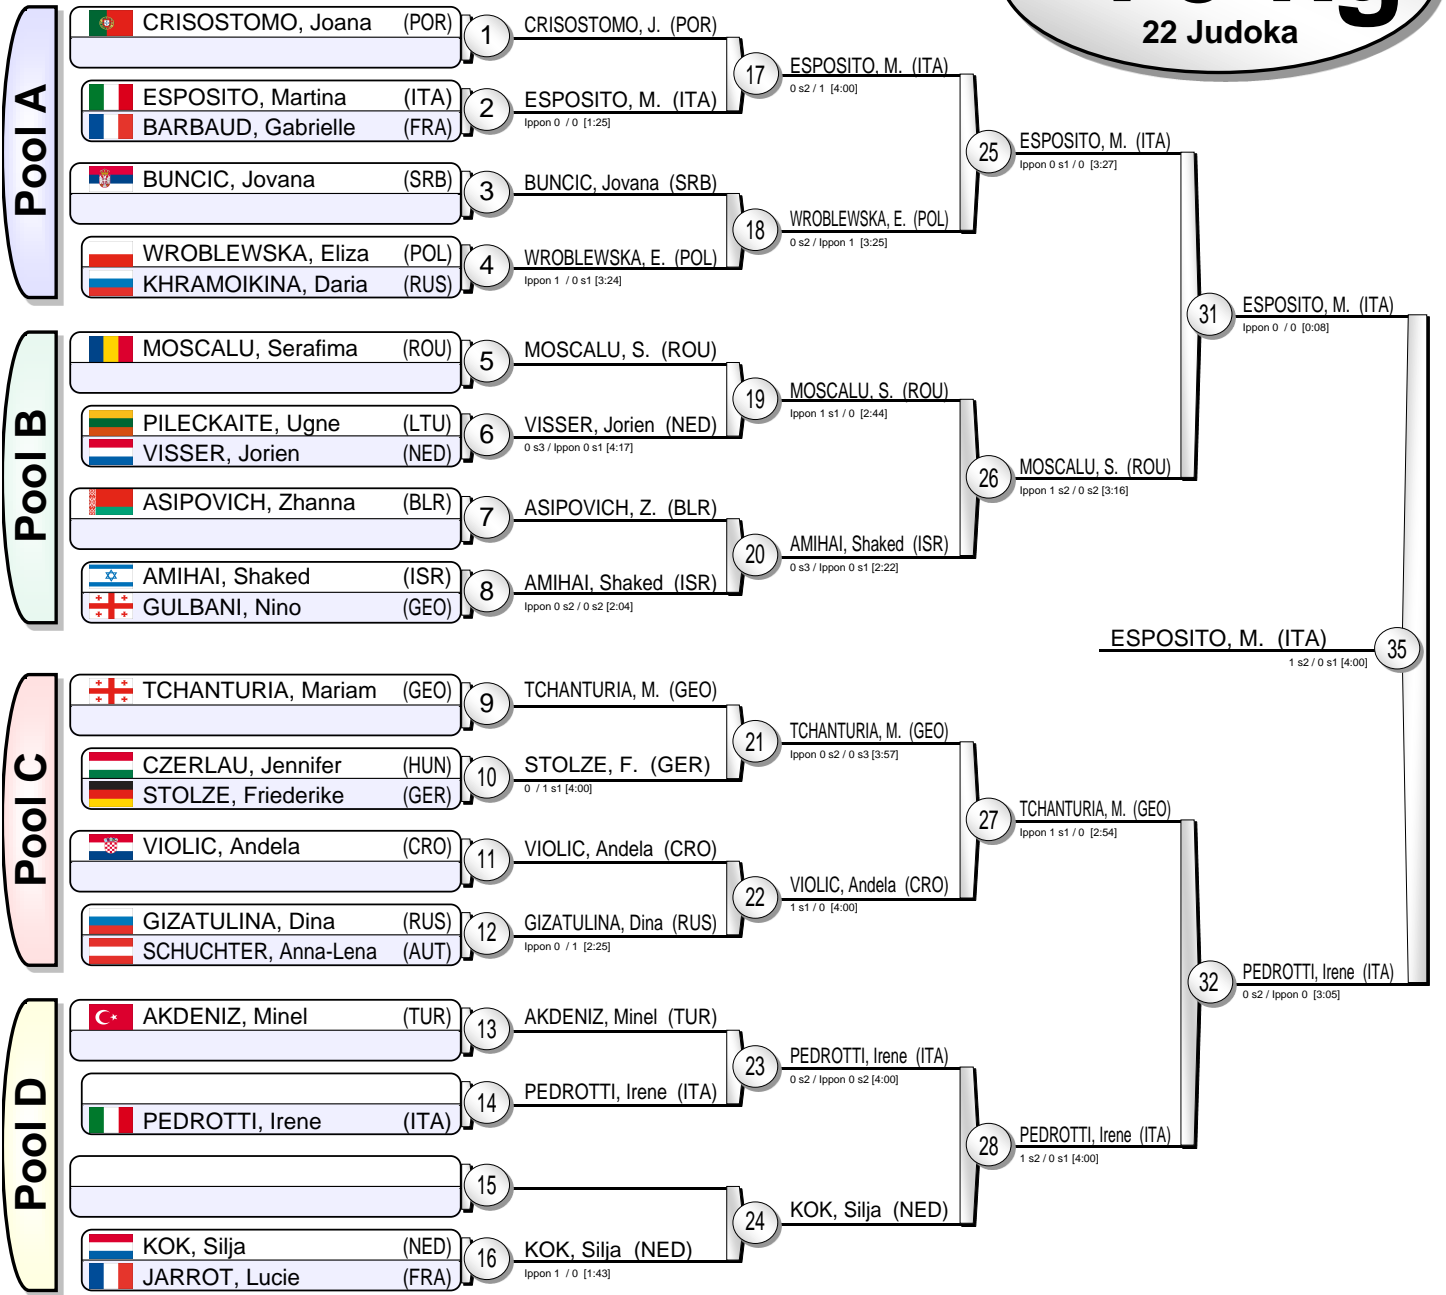 22 Judoka
Pool A
CRISOSTOMO, Joana (POR)
1
CRISOSTOMO, J. (POR)
ESPOSITO, Martina (ITA)
BARBAUD, Gabrielle (FRA)
2
ESPOSITO, M. (ITA)
Ippon 0 / 0 [1:25]
17
ESPOSITO, M. (ITA)
0 s2 / 1 [4:00]
BUNCIC, Jovana (SRB)
3
BUNCIC, Jovana (SRB)
WROBLEWSKA, Eliza (POL)
KHRAMOIKINA, Daria (RUS)
4
WROBLEWSKA, E. (POL)
Ippon 1 / 0 s1 [3:24]
18
WROBLEWSKA, E. (POL)
0 s2 / Ippon 1 [3:25]
25
ESPOSITO, M. (ITA)
Ippon 0 s1 / 0 [3:27]
Pool B
MOSCALU, Serafima (ROU)
5
MOSCALU, S. (ROU)
PILECKAITE, Ugne (LTU)
VISSER, Jorien (NED)
6
VISSER, Jorien (NED)
0 s3 / Ippon 0 s1 [4:17]
19
MOSCALU, S. (ROU)
Ippon 1 s1 / 0 [2:44]
ASIPOVICH, Zhanna (BLR)
7
ASIPOVICH, Z. (BLR)
AMIHAI, Shaked (ISR)
GULBANI, Nino (GEO)
8
AMIHAI, Shaked (ISR)
Ippon 0 s2 / 0 s2 [2:04]
20
AMIHAI, Shaked (ISR)
0 s3 / Ippon 0 s1 [2:22]
26
MOSCALU, S. (ROU)
Ippon 1 s2 / 0 s2 [3:16]
31
ESPOSITO, M. (ITA)
Ippon 0 / 0 [0:08]
Pool C
TCHANTURIA, Mariam (GEO)
9
TCHANTURIA, M. (GEO)
CZERLAU, Jennifer (HUN)
STOLZE, Friederike (GER)
10
STOLZE, F. (GER)
0 / 1 s1 [4:00]
21
TCHANTURIA, M. (GEO)
Ippon 0 s2 / 0 s3 [3:57]
VIOLIC, Andela (CRO)
11
VIOLIC, Andela (CRO)
GIZATULINA, Dina (RUS)
SCHUCHTER, Anna-Lena (AUT)
12
GIZATULINA, Dina (RUS)
Ippon 0 / 1 [2:25]
22
VIOLIC, Andela (CRO)
1 s1 / 0 [4:00]
27
TCHANTURIA, M. (GEO)
Ippon 1 s1 / 0 [2:54]
Pool D
AKDENIZ, Minel (TUR)
13
AKDENIZ, Minel (TUR)
PEDROTTI, Irene (ITA)
14
PEDROTTI, Irene (ITA)
23
PEDROTTI, Irene (ITA)
0 s2 / Ippon 0 s2 [4:00]
15
KOK, Silja (NED)
JARROT, Lucie (FRA)
16
KOK, Silja (NED)
Ippon 1 / 0 [1:43]
24
KOK, Silja (NED)
28
PEDROTTI, Irene (ITA)
1 s2 / 0 s1 [4:00]
32
PEDROTTI, Irene (ITA)
0 s2 / Ippon 0 [3:05]
ESPOSITO, M. (ITA)
1 s2 / 0 s1 [4:00]
35